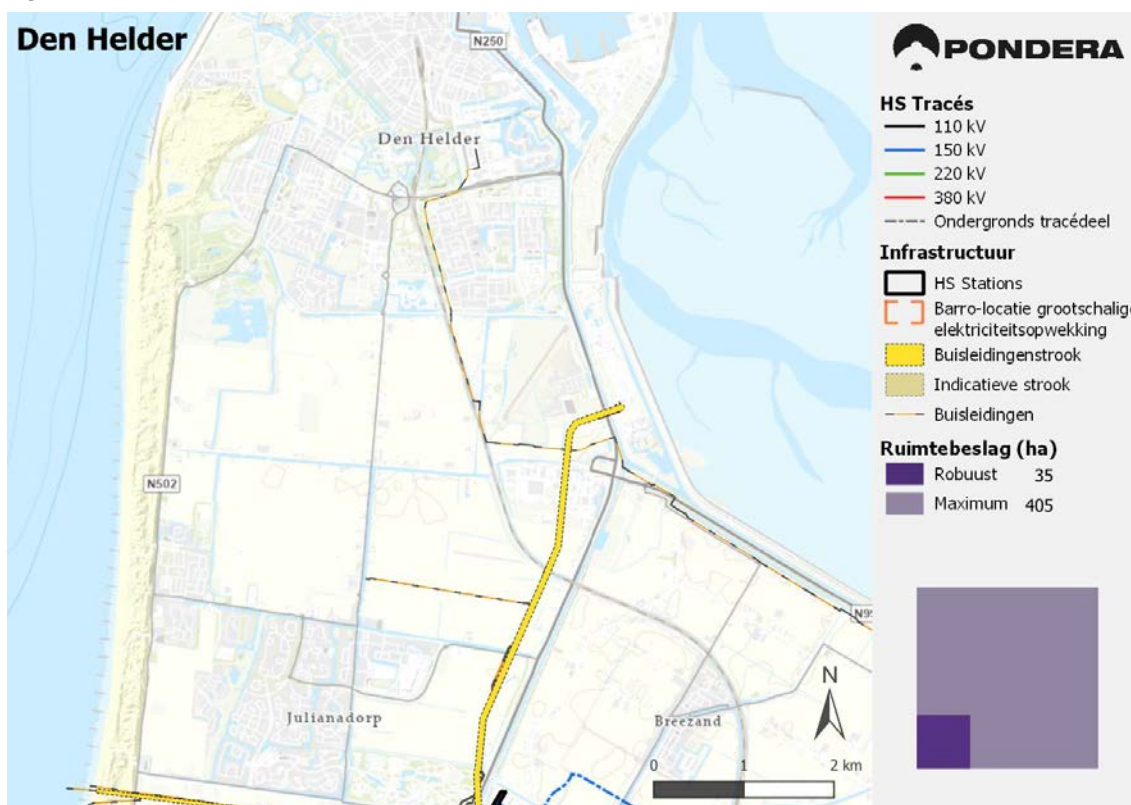 Den Helder
N250
Den Helder
N502
Julianadorp
Breezand
N
0 1 2 km
PONDERA
HS Tracés
110 kV
150 kV
220 kV
380 kV
Ondergronds tracédeel
Infrastructuur
HS Stations
Barro-locatie grootschalige
elektriciteitsopwekking
Buisleidingenstrook
Indicatieve strook
Buisleidingen
Ruimtebeslag (ha)
Robuust 35
Maximum 405